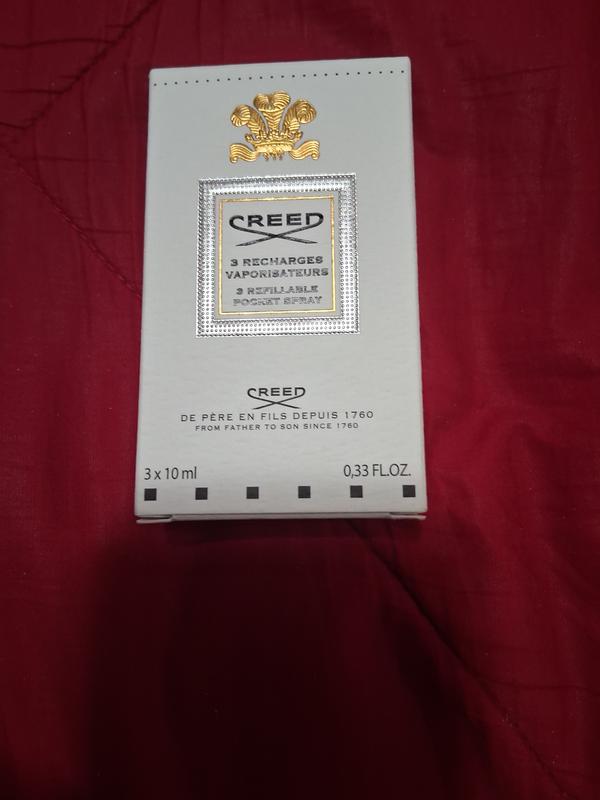 CREED
3 RECHARGES
VAPORISATEURS
3 REFILLABLE
POCKET SPRAY
CREED
DE PÈRE EN FILS DEPUIS 1760
FROM FATHER TO SON SINCE 1760
3 x 10 ml 0,33 FL.OZ.